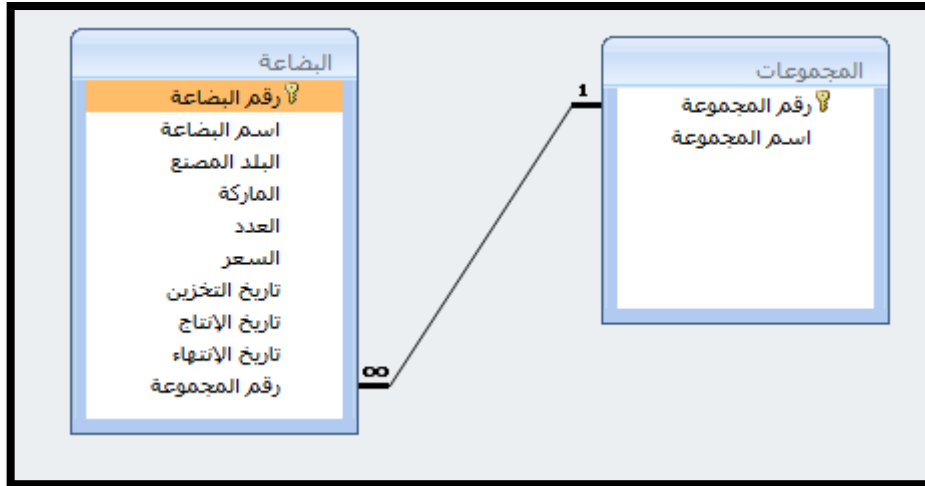 المجموعات
رقم المجموعة
اسم المجموعة
1
∞
البضاعة
رقم البضاعة
اسم البضاعة
البلد المصنع
الماركة
العدد
السعر
تاريخ التخزين
تاريخ الإنتاج
تاريخ الإنتهاء
رقم المجموعة